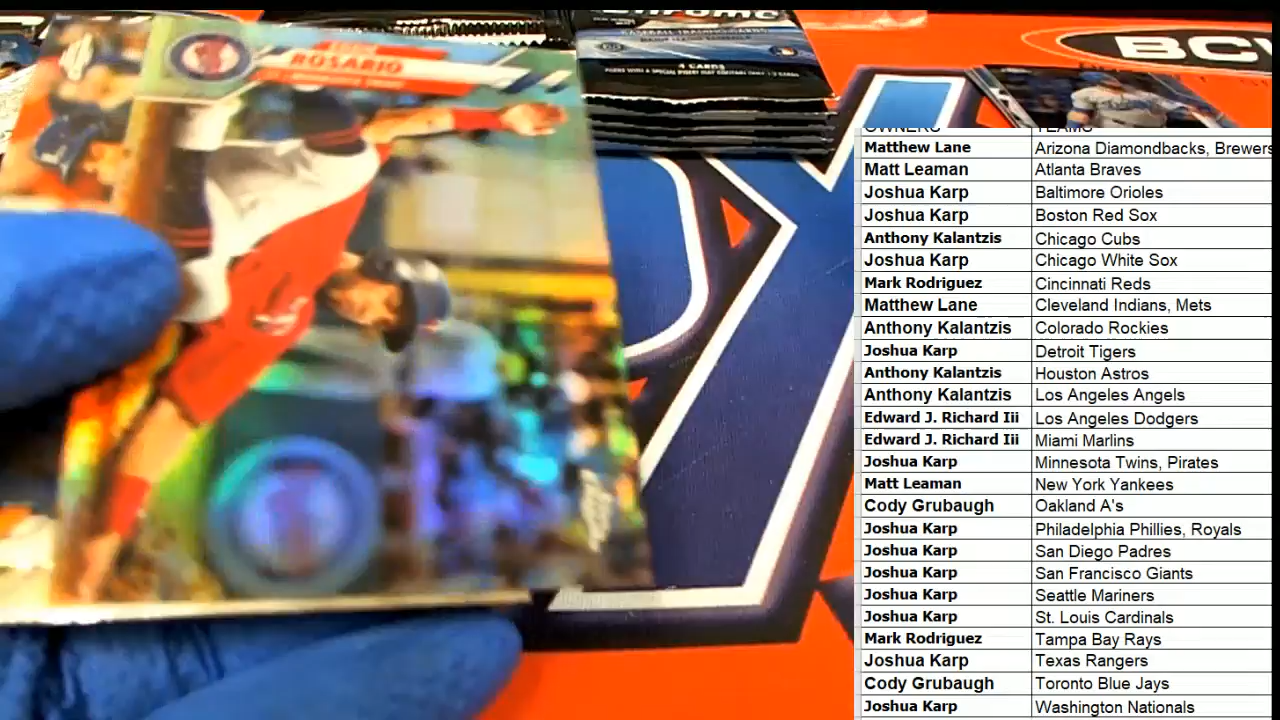 ROSARIO
Chrome
BASEBALL TRADING CARDS
4 CARDS
BCW
OWNERS TEAMS
Matthew Lane Arizona Diamondbacks, Brewers
Matt Leaman Atlanta Braves
Joshua Karp Baltimore Orioles
Joshua Karp Boston Red Sox
Anthony Kalantzis Chicago Cubs
Joshua Karp Chicago White Sox
Mark Rodriguez Cincinnati Reds
Matthew Lane Cleveland Indians, Mets
Anthony Kalantzis Colorado Rockies
Joshua Karp Detroit Tigers
Anthony Kalantzis Houston Astros
Anthony Kalantzis Los Angeles Angels
Edward J. Richard Iii Los Angeles Dodgers
Edward J. Richard Iii Miami Marlins
Joshua Karp Minnesota Twins, Pirates
Matt Leaman New York Yankees
Cody Grubaugh Oakland A's
Joshua Karp Philadelphia Phillies, Royals
Joshua Karp San Diego Padres
Joshua Karp San Francisco Giants
Joshua Karp Seattle Mariners
Joshua Karp St. Louis Cardinals
Mark Rodriguez Tampa Bay Rays
Joshua Karp Texas Rangers
Cody Grubaugh Toronto Blue Jays
Joshua Karp Washington Nationals